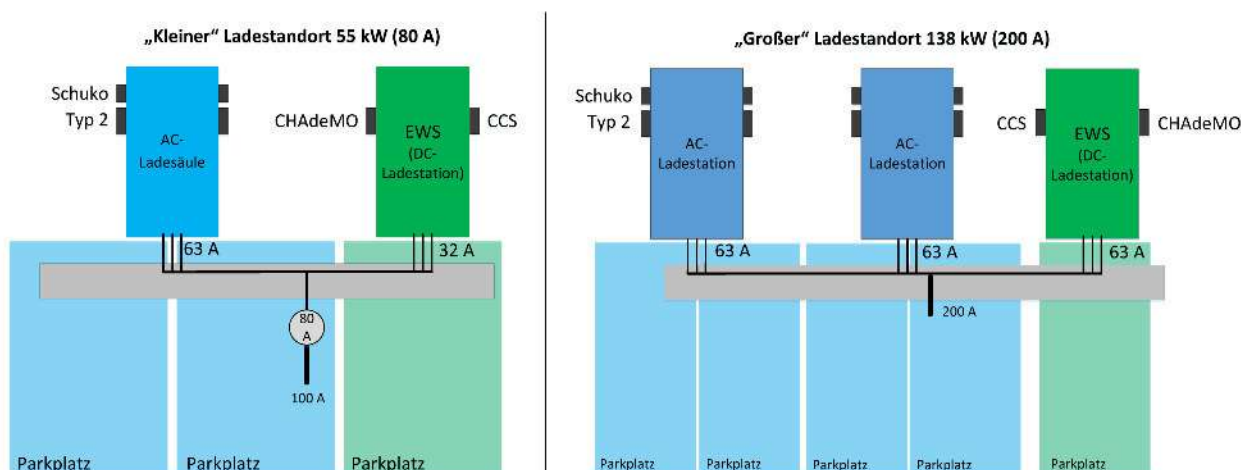 „Kleiner“ Ladestandort 55 kW (80 A)
Schuko
Typ 2
AC-
Ladesäule
CHAdeMO
EWS
(DC-
Ladestation)
CCS
63 A
32 A
80
A
100 A
Parkplatz
Parkplatz
Parkplatz
„Großer“ Ladestandort 138 kW (200 A)
Schuko
Typ 2
AC-
Ladestation
AC-
Ladestation
CCS
EWS
(DC-
Ladestation)
CHAdeMO
63 A
63 A
63 A
200 A
Parkplatz
Parkplatz
Parkplatz
Parkplatz
Parkplatz